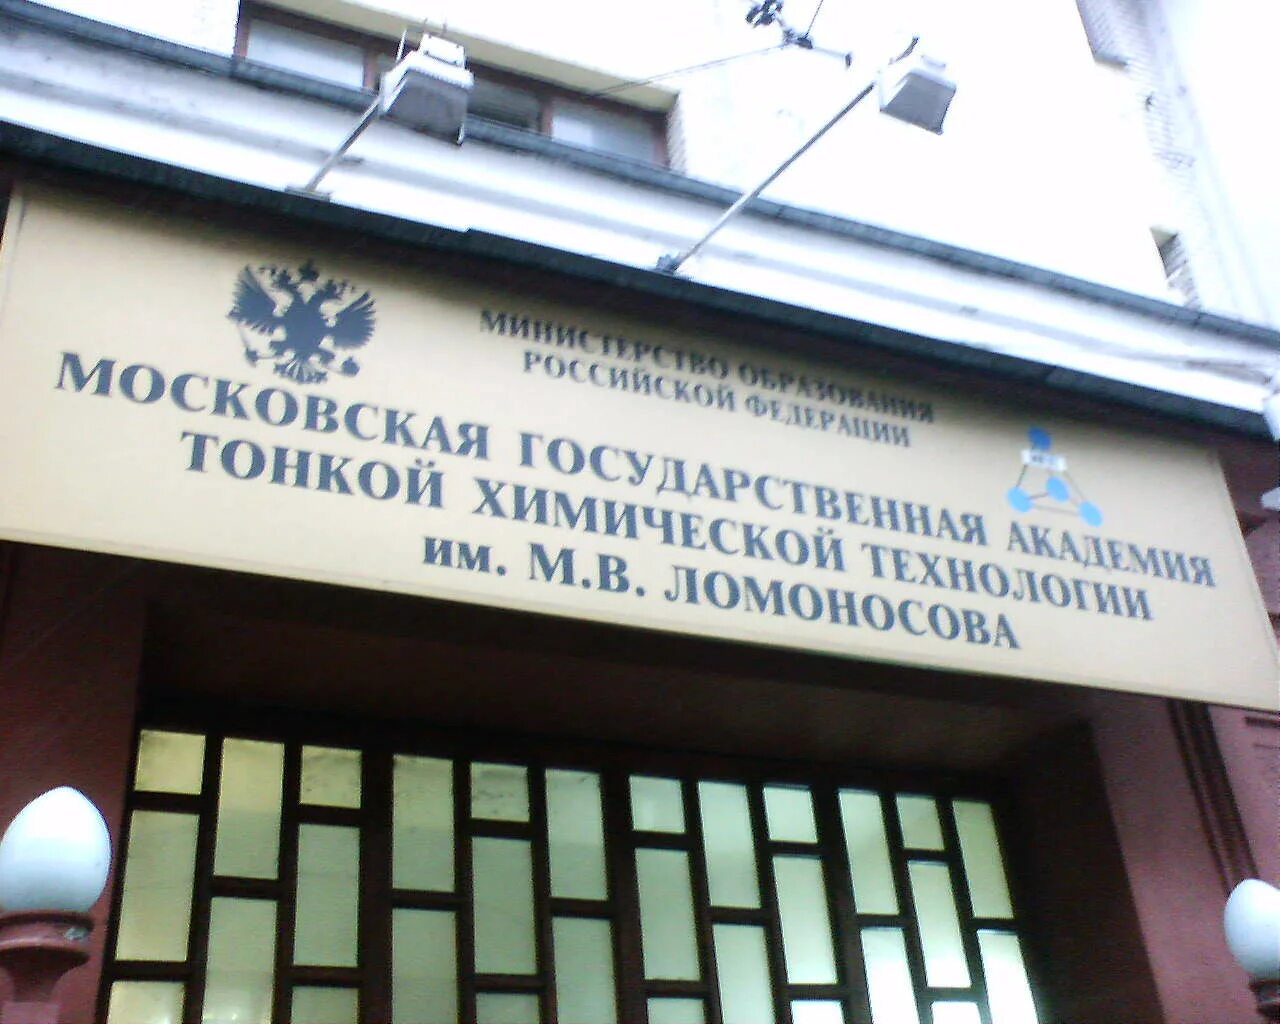 МИНИСТЕРСТВО ОБРАЗОВАНИЯ
РОССИЙСКОЙ ФЕДЕРАЦИИ
МОСКОВСКАЯ ГОСУДАРСТВЕННАЯ АКАДЕМИЯ
ТОНКОЙ ХИМИЧЕСКОЙ ТЕХНОЛОГИИ
им. М.В. ЛОМОНОСОВА